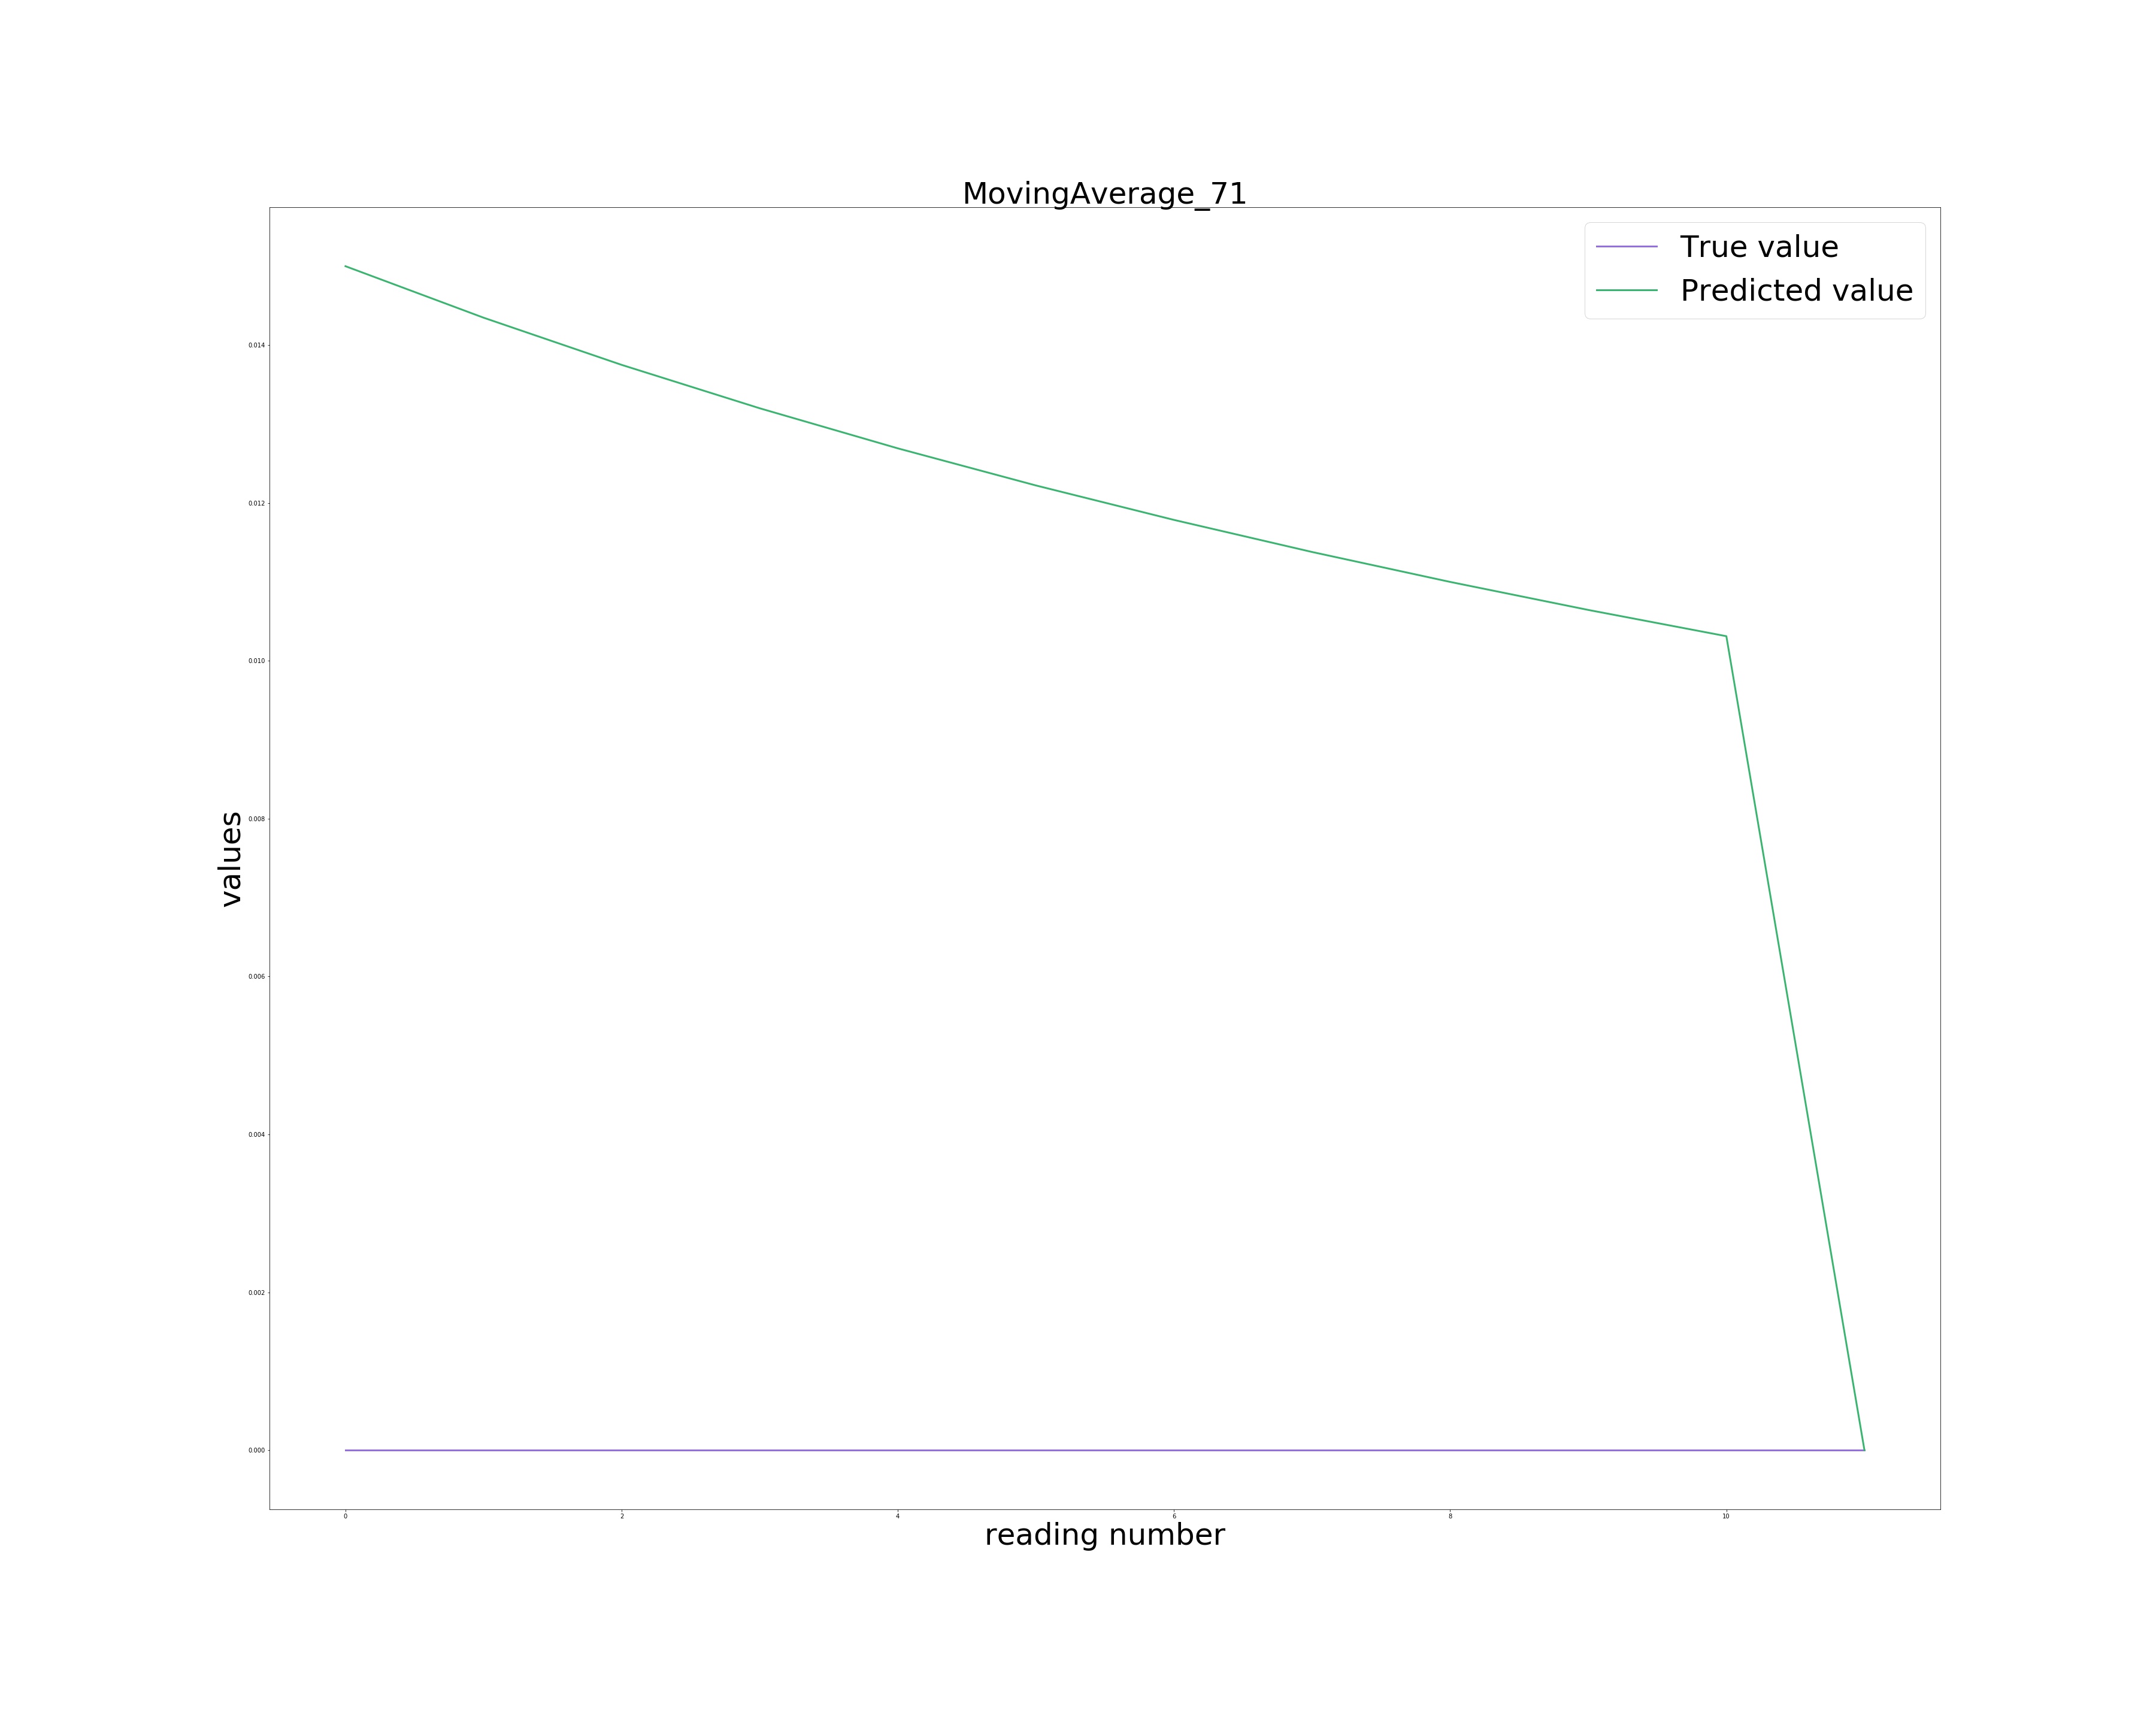 MovingAverage_71
True value
Predicted value
0.014
0.012
0.010
0.008
0.006
0.004
0.002
0.000
values
0 2 4 6 8 10
reading number